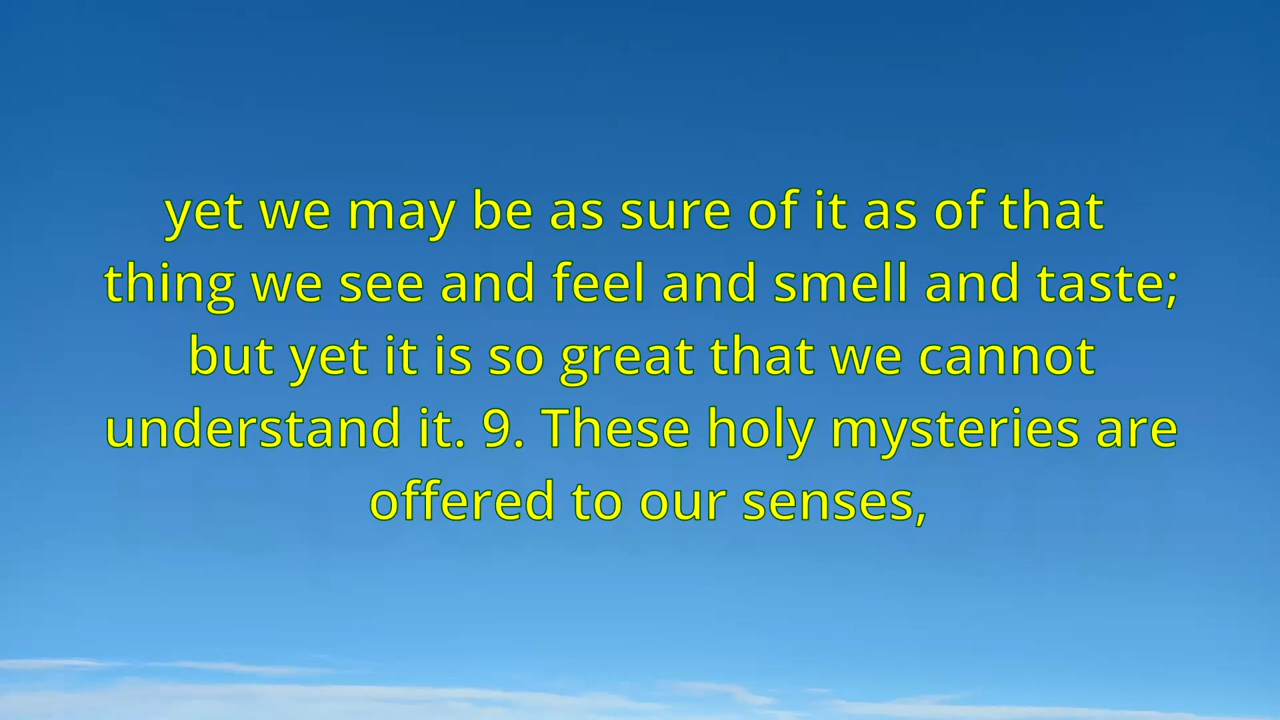 yet we may be as sure of it as of that
thing we see and feel and smell and taste;
but yet it is so great that we cannot
understand it. 9. These holy mysteries are
offered to our senses,